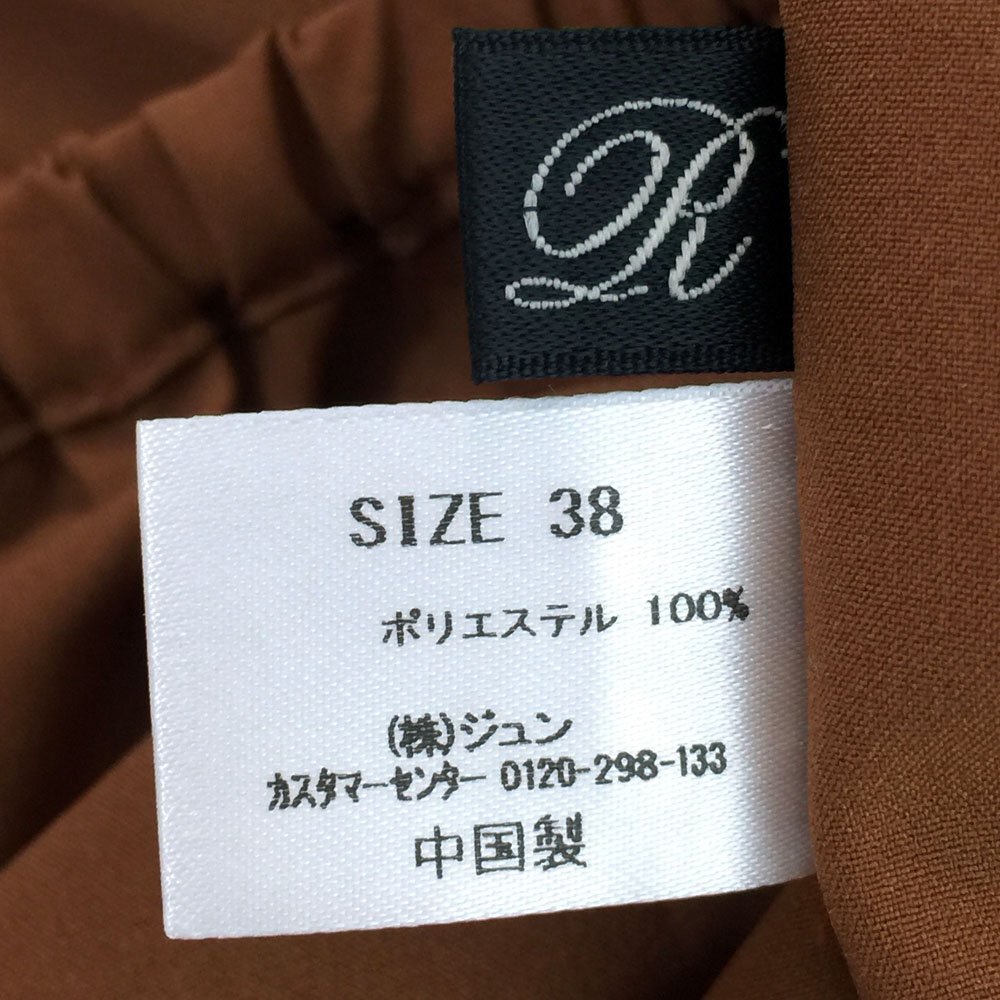 R
SIZE 38
ポリエステル 100%
(株)ジュン
カスタマーセンター 0120-298-133
中国製